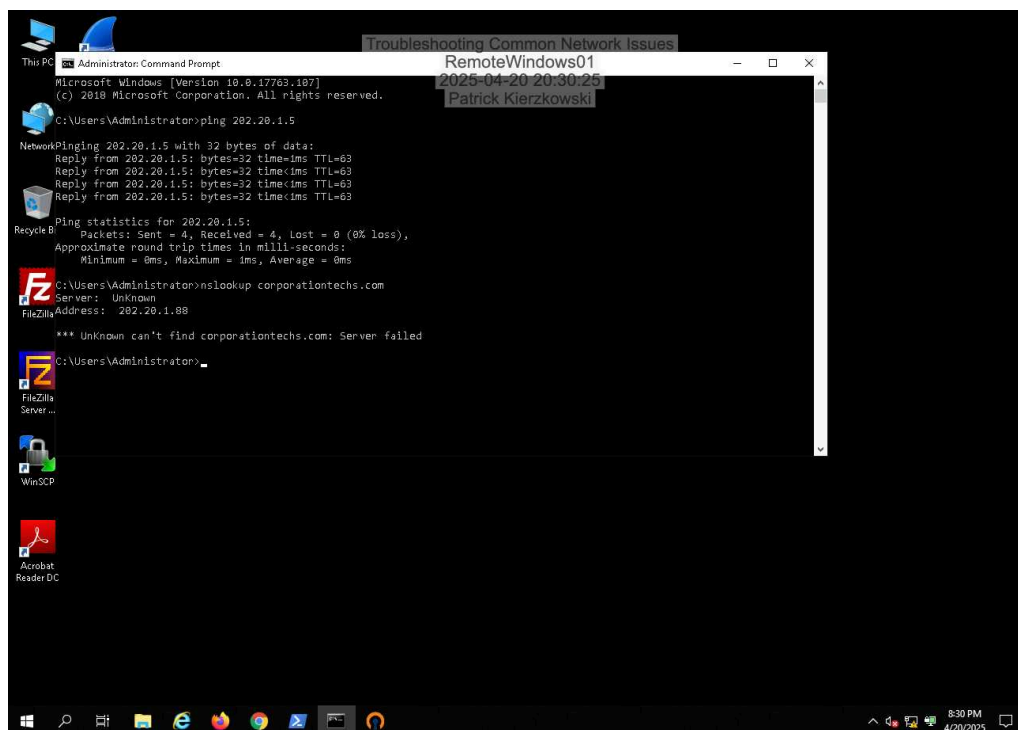 Troubleshooting Common Network Issues
RemoteWindows01
2025-04-20 20:30:25
Patrick Kierzkowski
This PC
Administrator: Command Prompt
Microsoft Windows [Version 10.0.17763.107]
(c) 2018 Microsoft Corporation. All rights reserved.
C:\Users\Administrator>ping 202.20.1.5
Network
Pinging 202.20.1.5 with 32 bytes of data:
Reply from 202.20.1.5: bytes=32 time=1ms TTL=63
Reply from 202.20.1.5: bytes=32 time<1ms TTL=63
Reply from 202.20.1.5: bytes=32 time<1ms TTL=63
Reply from 202.20.1.5: bytes=32 time<1ms TTL=63
Recycle B
Ping statistics for 202.20.1.5:
Packets: Sent = 4, Received = 4, Lost = 0 (0% loss),
Approximate round trip times in milli-seconds:
Minimum = 0ms, Maximum = 1ms, Average = 0ms
C:\Users\Administrator>nslookup corporationtechs.com
Server: UnKnown
Address: 202.20.1.88
FileZilla
*** UnKnown can't find corporationtechs.com: Server failed
C:\Users\Administrator>
FileZilla
Server ...
WinSCP
Acrobat
Reader DC
8:30 PM
4/20/2025